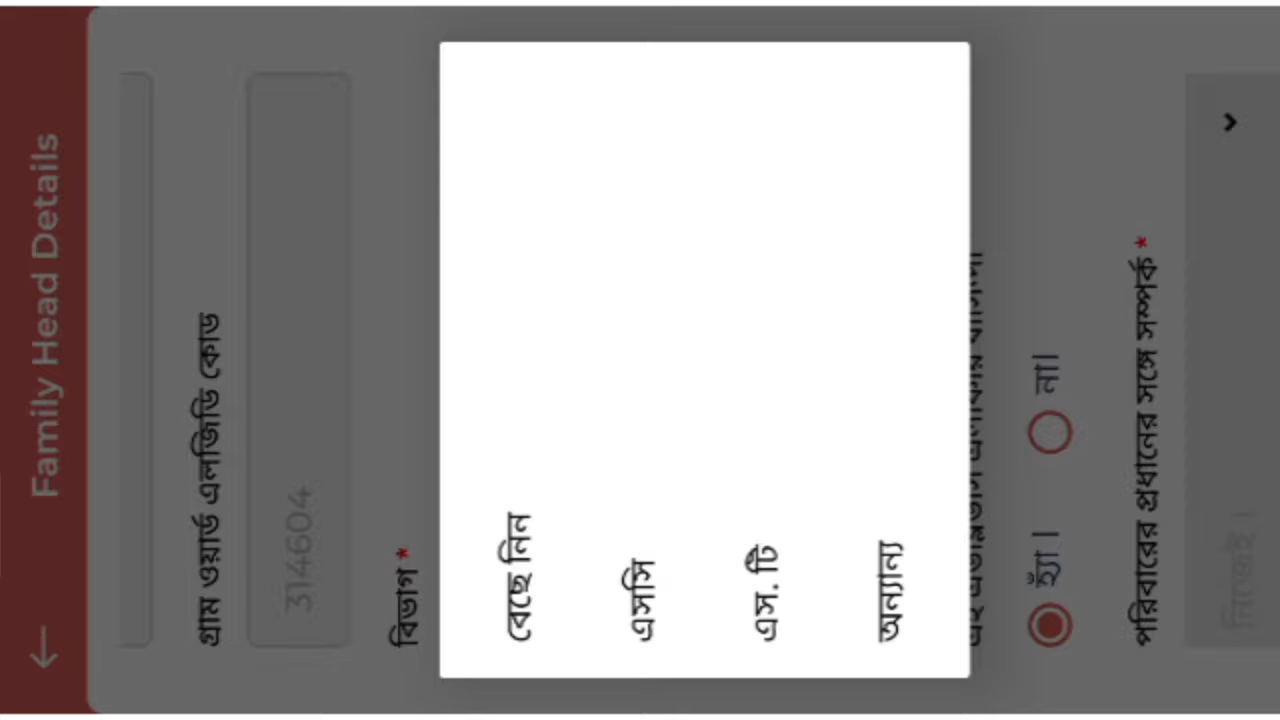 Family Head Details
গ্রাম ওয়ার্ড এলজিডি কোড
314604
বিভাগ *
বেছে নিন
এসসি
এস. টি
অন্যান্য
হ্যাঁ।
না।
পরিবারের প্রধানের সঙ্গে সম্পর্ক *
নিজেই।